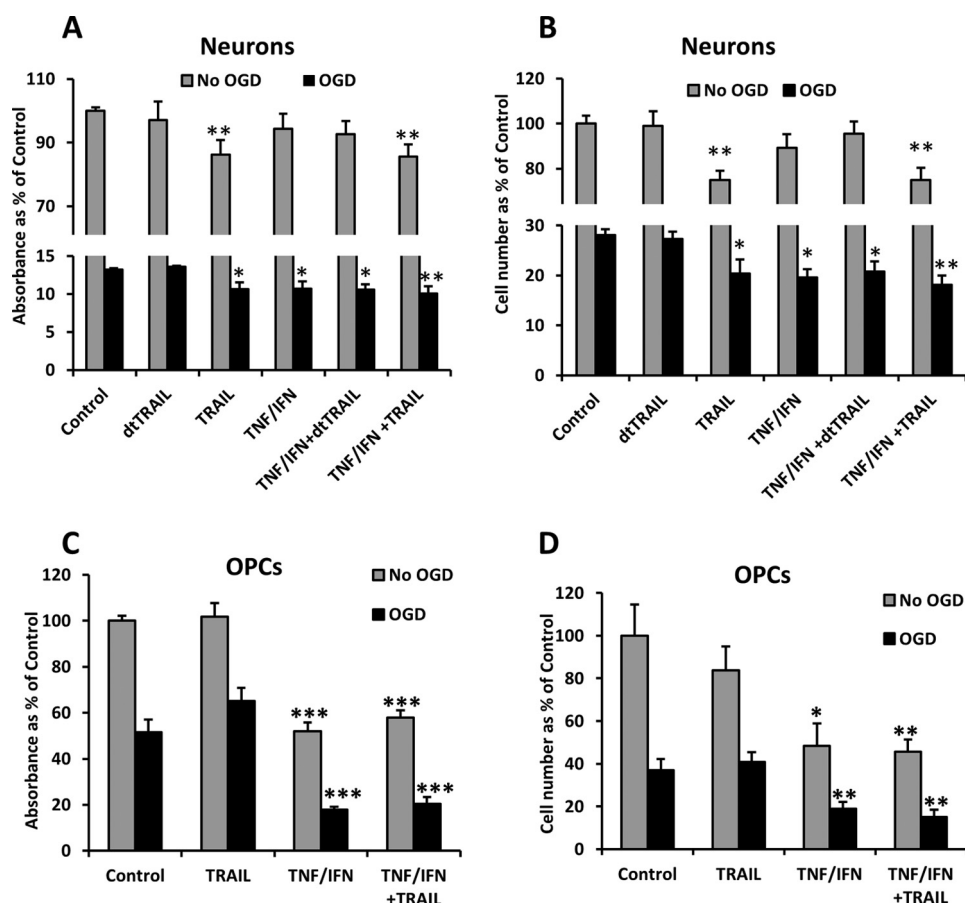 A
Neurons
No OGD OGD
Absorbance as % of Control
110
90
70
15
10
5
0
** **
* * * **
Control dtTRAIL TRAIL TNF/IFN TNF/IFN+dtTRAIL TNF/IFN +TRAIL
B
Neurons
No OGD OGD
Cell number as % of Control
120
100
80
30
20
10
0
** **
* * * **
Control dtTRAIL TRAIL TNF/IFN TNF/IFN +dtTRAIL TNF/IFN +TRAIL
C
OPCs
No OGD
OGD
Absorbance as % of Control
120
100
80
60
40
20
0
*** ***
*** ***
Control TRAIL TNF/IFN TNF/IFN
+TRAIL
D
OPCs
No OGD
OGD
Cell number as % of Control
120
100
80
60
40
20
0
* **
** **
Control TRAIL TNF/IFN TNF/IFN
+TRAIL